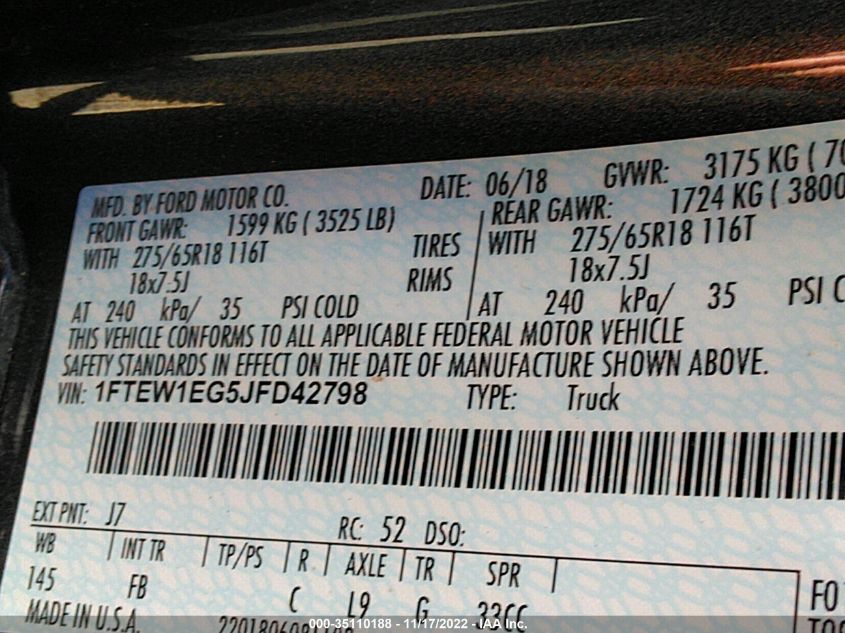 MFD. BY FORD MOTOR CO. DATE: 06/18 GVWR: 3175 KG ( 70
FRONT GAWR: 1599 KG ( 3525 LB) REAR GAWR: 1724 KG ( 3800
WITH 275/65R18 116T TIRES WITH 275/65R18 116T
18x7.5J RIMS 18x7.5J
AT 240 kPa/ 35 PSI COLD AT 240 kPa/ 35 PSI C
THIS VEHICLE CONFORMS TO ALL APPLICABLE FEDERAL MOTOR VEHICLE
SAFETY STANDARDS IN EFFECT ON THE DATE OF MANUFACTURE SHOWN ABOVE.
VIN: 1FTEW1EG5JFD42798 TYPE: Truck
EXT PNT: J7 RC: 52 DSO:
WB INT TR TP/PS R AXLE TR SPR
145 FB C L9 G 33CC FO
MADE IN U.S.A.
000-35110188 - 11/17/2022 - IAA Inc.